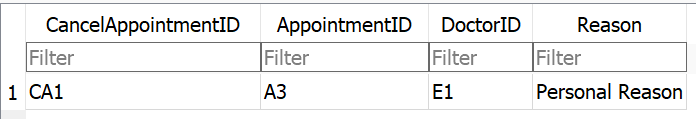 CancelAppointmentID AppointmentID DoctorID Reason
Filter Filter Filter Filter
1 CA1 A3 E1 Personal Reason